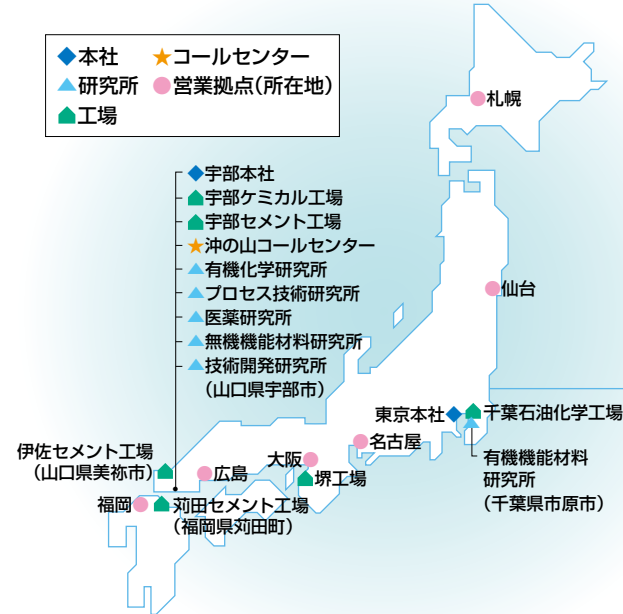 本社
コールセンター
研究所
営業拠点(所在地)
工場
札幌
宇部本社
宇部ケミカル工場
宇部セメント工場
沖の山コールセンター
有機化学研究所
プロセス技術研究所
医薬研究所
無機機能材料研究所
技術開発研究所
(山口県宇部市)
仙台
東京本社
千葉石油化学工場
名古屋
有機機能材料
研究所
(千葉県市原市)
伊佐セメント工場
(山口県美祢市)
広島
大阪
堺工場
福岡
苅田セメント工場
(福岡県苅田町)